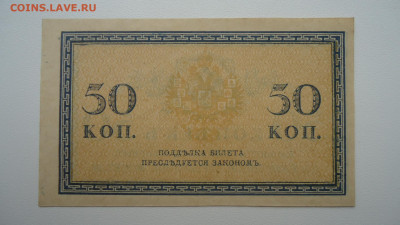 COINS.LAVE.RU
50 50
КОП. КОП.
ПОДДѢЛКА БИЛЕТА
ПРЕСЛѢДУЕТСЯ ЗАКОНОМЪ.